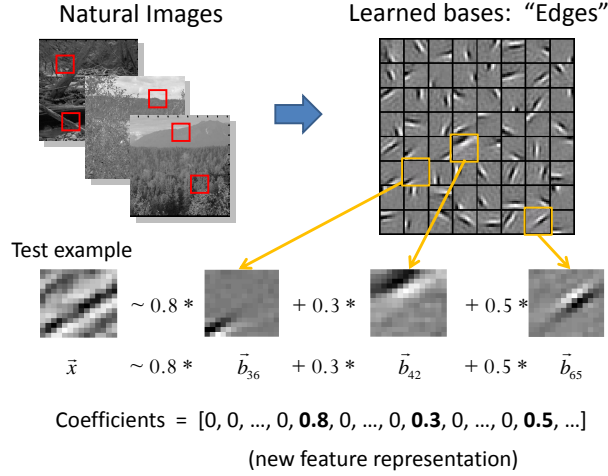 Natural Images
Learned bases: “Edges”
Test example
~ 0.8 * + 0.3 * + 0.5 *
x⃗ ~ 0.8 * b⃗₃₆ + 0.3 * b⃗₄₂ + 0.5 * b⃗₆₅
Coefficients = [0, 0, …, 0, 0.8, 0, …, 0, 0.3, 0, …, 0, 0.5, …]
(new feature representation)